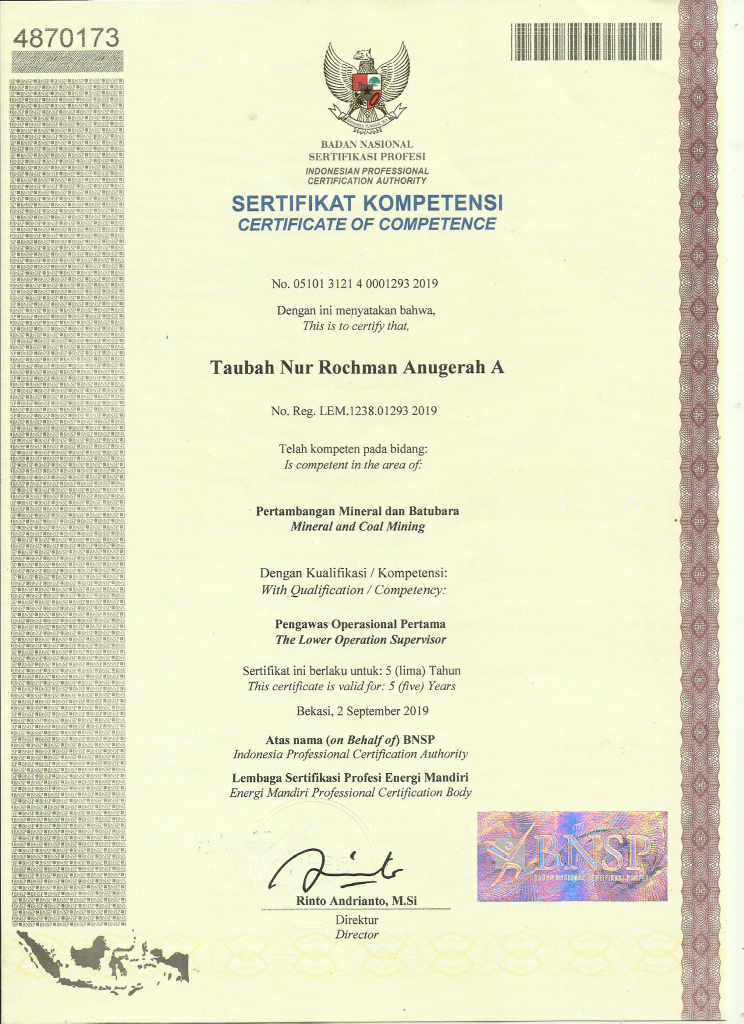 4870173
BADAN NASIONAL
SERTIFIKASI PROFESI
INDONESIAN PROFESSIONAL
CERTIFICATION AUTHORITY
SERTIFIKAT KOMPETENSI
CERTIFICATE OF COMPETENCE
No. 05101 3121 4 0001293 2019
Dengan ini menyatakan bahwa,
This is to certify that,
Taubah Nur Rochman Anugerah A
No. Reg. LEM.1238.01293 2019
Telah kompeten pada bidang:
Is competent in the area of:
Pertambangan Mineral dan Batubara
Mineral and Coal Mining
Dengan Kualifikasi / Kompetensi:
With Qualification / Competency:
Pengawas Operasional Pertama
The Lower Operation Supervisor
Sertifikat ini berlaku untuk: 5 (lima) Tahun
This certificate is valid for: 5 (five) Years
Bekasi, 2 September 2019
Atas nama (on Behalf of) BNSP
Indonesia Professional Certification Authority
Lembaga Sertifikasi Profesi Energi Mandiri
Energi Mandiri Professional Certification Body
BNSP
BADAN NASIONAL SERTIFIKASI PROFESI
Rinto Andrianto, M.Si
Direktur
Director